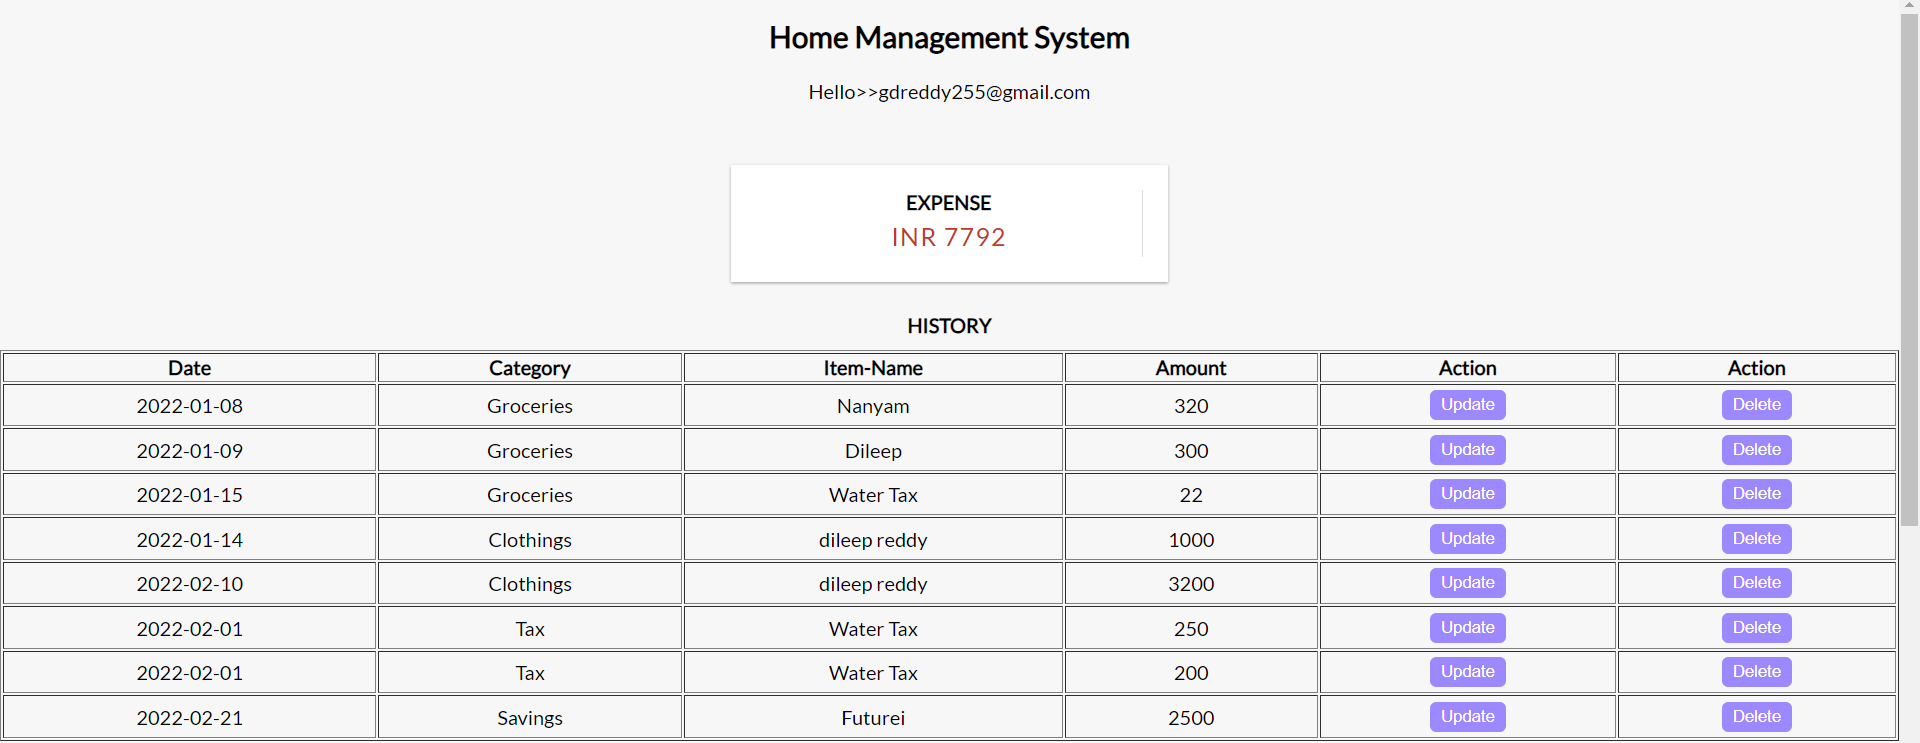 Home Management System
Hello>>gdreddy255@gmail.com
EXPENSE
INR 7792
HISTORY
Date Category Item-Name Amount Action Action
2022-01-08 Groceries Nanyam 320 Update Delete
2022-01-09 Groceries Dileep 300 Update Delete
2022-01-15 Groceries Water Tax 22 Update Delete
2022-01-14 Clothings dileep reddy 1000 Update Delete
2022-02-10 Clothings dileep reddy 3200 Update Delete
2022-02-01 Tax Water Tax 250 Update Delete
2022-02-01 Tax Water Tax 200 Update Delete
2022-02-21 Savings Futurei 2500 Update Delete